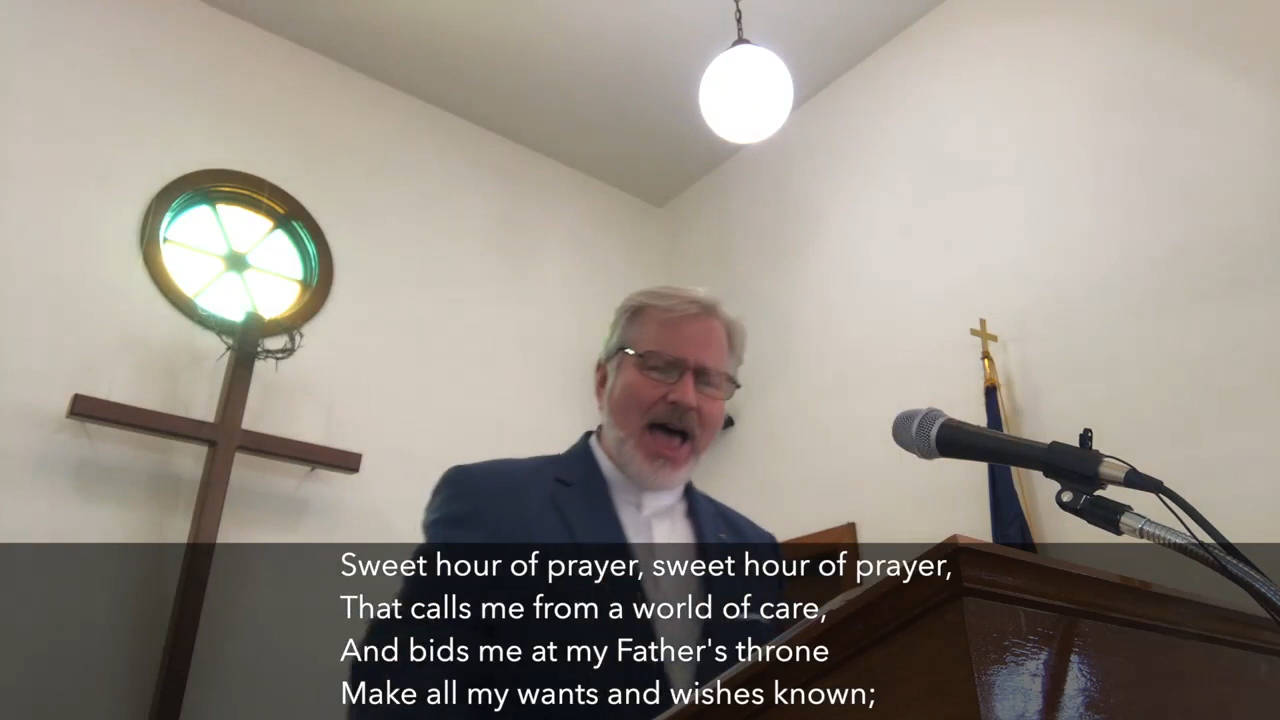 Sweet hour of prayer, sweet hour of prayer,
That calls me from a world of care,
And bids me at my Father's throne
Make all my wants and wishes known;